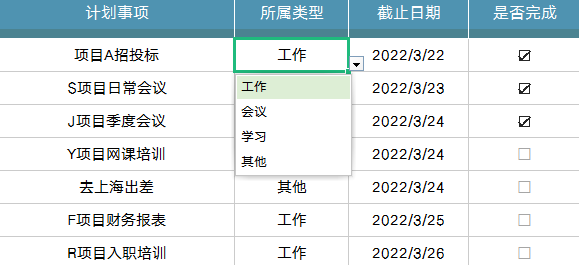 计划事项 所属类型 截止日期 是否完成
项目A招投标 工作 2022/3/22
S项目日常会议 工作 2022/3/23
J项目季度会议 会议 2022/3/24
学习
Y项目网课培训 其他 2022/3/24
去上海出差 其他 2022/3/24
F项目财务报表 工作 2022/3/25
R项目入职培训 工作 2022/3/26